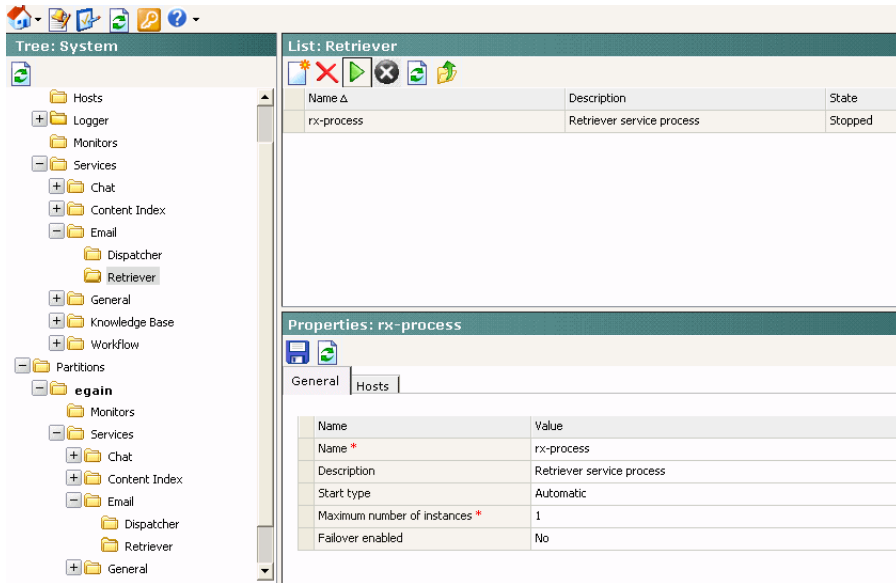 Tree: System
Hosts
Logger
Monitors
Services
Chat
Content Index
Email
Dispatcher
Retriever
General
Knowledge Base
Workflow
Partitions
egain
Monitors
Services
Chat
Content Index
Email
Dispatcher
Retriever
General
List: Retriever
Name Description State
rx-process Retriever service process Stopped
Properties: rx-process
General Hosts
Name Value
Name * rx-process
Description Retriever service process
Start type Automatic
Maximum number of instances * 1
Failover enabled No